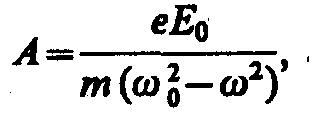 A = eE₀ / m (ω₀² − ω²),